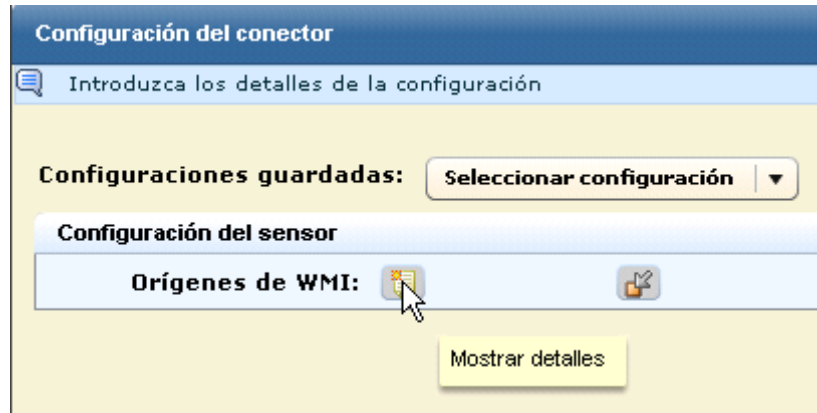 Configuración del conector
Introduzca los detalles de la configuración
Configuraciones guardadas: Seleccionar configuración
Configuración del sensor
Orígenes de WMI:
Mostrar detalles